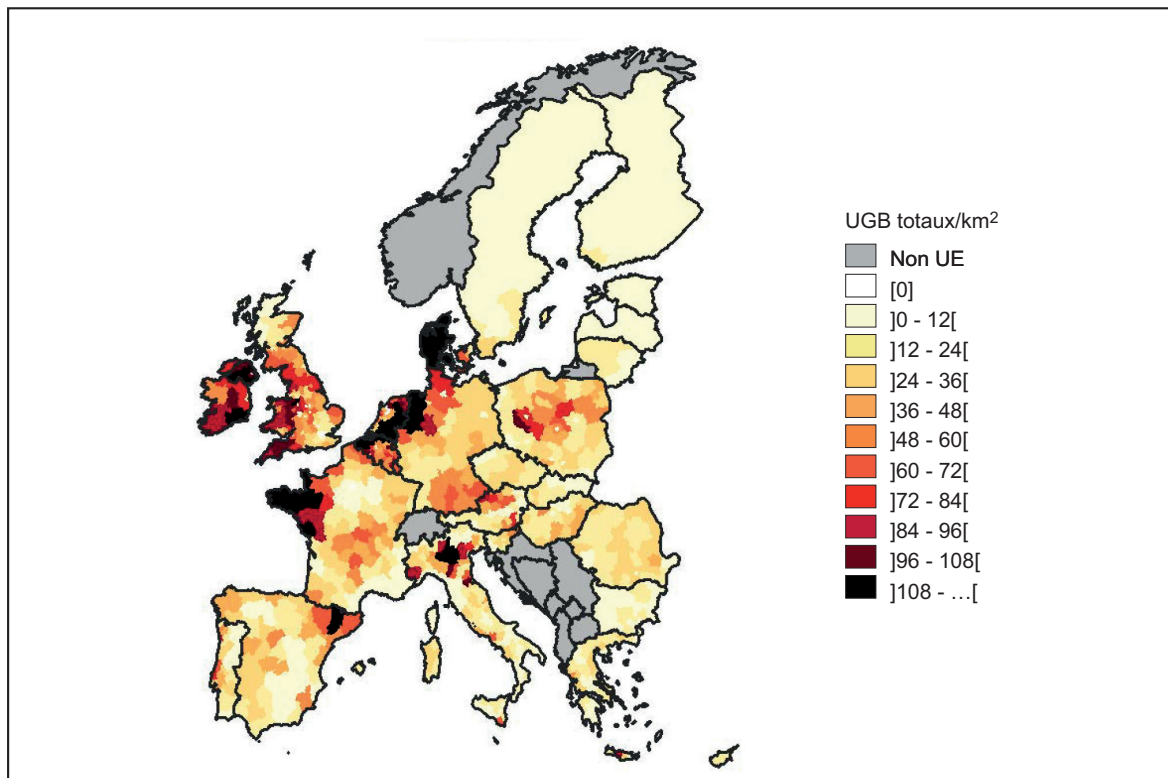 UGB totaux/km²
Non UE
[0]
]0 - 12[
]12 - 24[
]24 - 36[
]36 - 48[
]48 - 60[
]60 - 72[
]72 - 84[
]84 - 96[
]96 - 108[
]108 - ...[